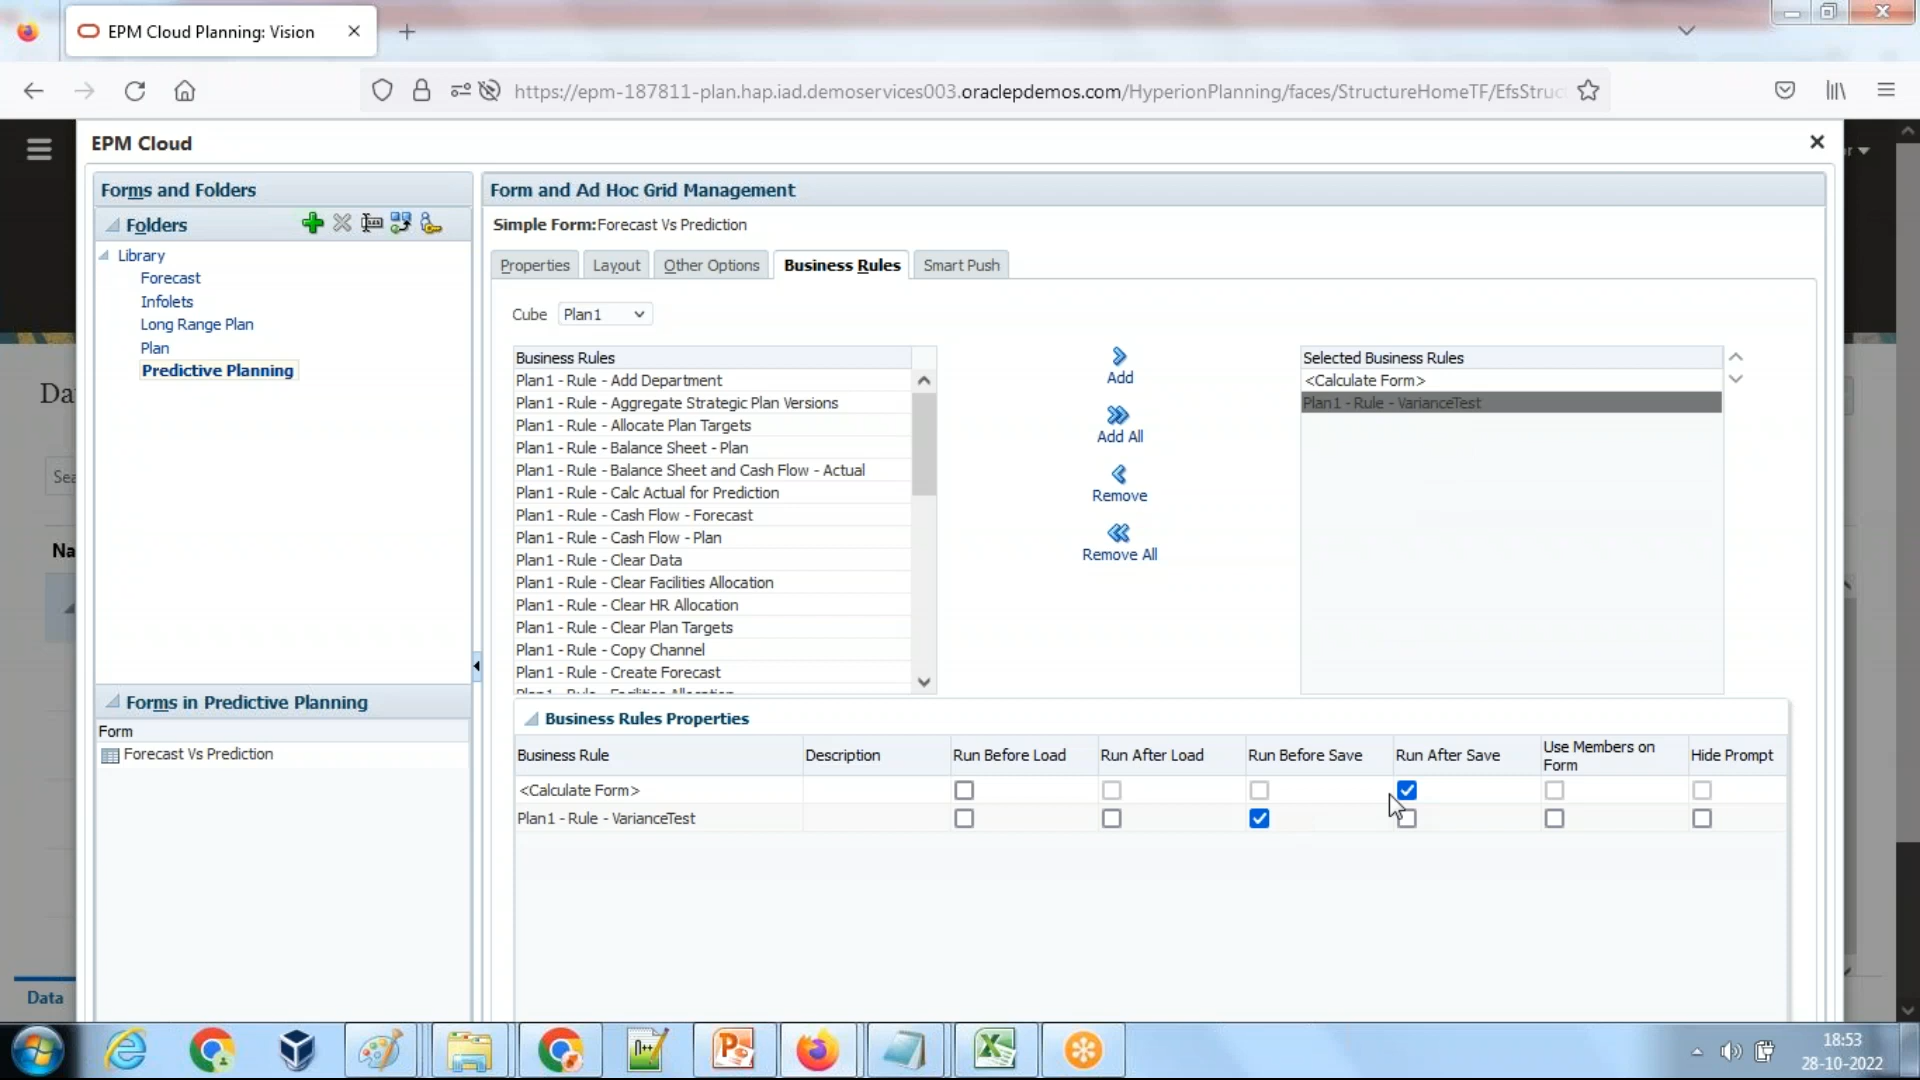 EPM Cloud Planning: Vision
https://epm-187811-plan.hap.iad.demoservices003.oraclepdemos.com/HyperionPlanning/faces/StructureHomeTF/EfsStruc
EPM Cloud
Forms and Folders
Folders
Library
Forecast
Infolets
Long Range Plan
Plan
Predictive Planning
Forms in Predictive Planning
Form
Forecast Vs Prediction
Form and Ad Hoc Grid Management
Simple Form:Forecast Vs Prediction
Properties Layout Other Options Business Rules Smart Push
Cube Plan1
Business Rules
Plan1 - Rule - Add Department
Plan1 - Rule - Aggregate Strategic Plan Versions
Plan1 - Rule - Allocate Plan Targets
Plan1 - Rule - Balance Sheet - Plan
Plan1 - Rule - Balance Sheet and Cash Flow - Actual
Plan1 - Rule - Calc Actual for Prediction
Plan1 - Rule - Cash Flow - Forecast
Plan1 - Rule - Cash Flow - Plan
Plan1 - Rule - Clear Data
Plan1 - Rule - Clear Facilities Allocation
Plan1 - Rule - Clear HR Allocation
Plan1 - Rule - Clear Plan Targets
Plan1 - Rule - Copy Channel
Plan1 - Rule - Create Forecast
Add
Add All
Remove
Remove All
Selected Business Rules
<Calculate Form>
Plan1 - Rule - VarianceTest
Business Rules Properties
Business Rule Description Run Before Load Run After Load Run Before Save Run After Save Use Members on Form Hide Prompt
<Calculate Form>
Plan1 - Rule - VarianceTest
Da
Sea
Na
Data
18:53
28-10-2022